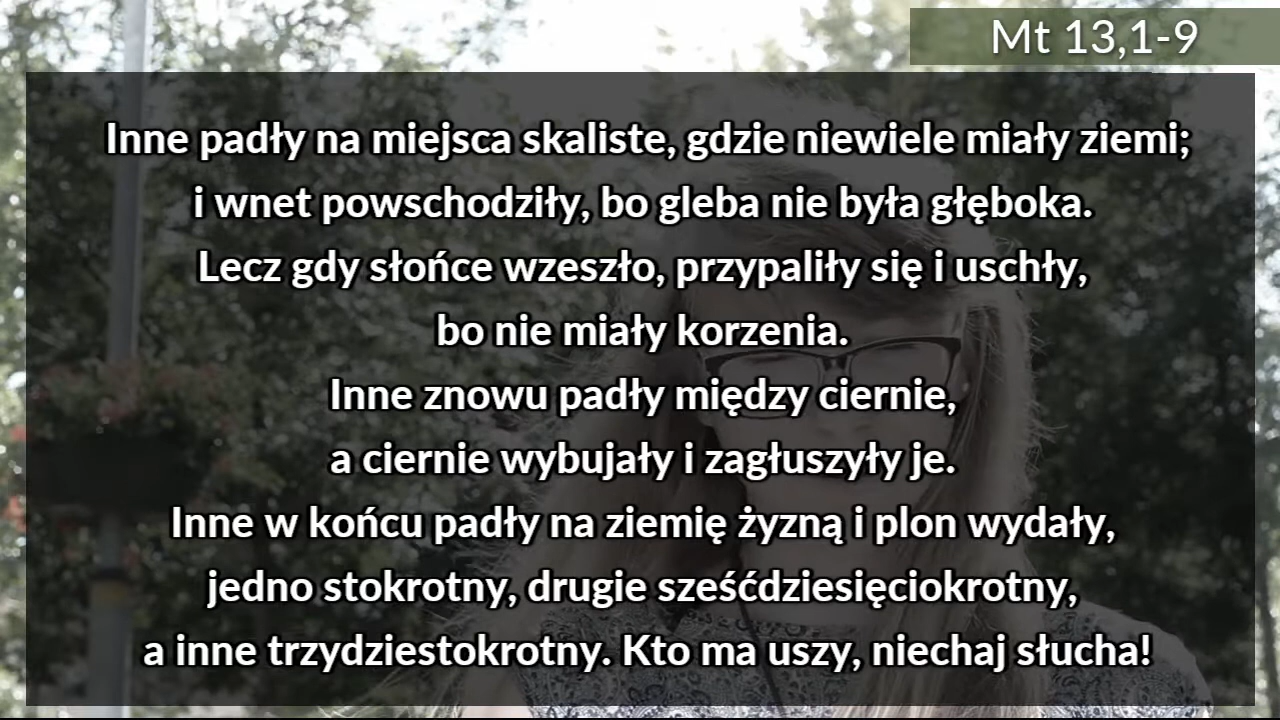 Mt 13,1-9
Inne padły na miejsca skaliste, gdzie niewiele miały ziemi;
i wnet powschodziły, bo gleba nie była głęboka.
Lecz gdy słońce wzeszło, przypaliły się i uschły,
bo nie miały korzenia.
Inne znowu padły między ciernie,
a ciernie wybujały i zagłuszyły je.
Inne w końcu padły na ziemię żyzną i plon wydały,
jedno stokrotny, drugie sześćdziesięciokrotny,
a inne trzydziestokrotny. Kto ma uszy, niechaj słucha!